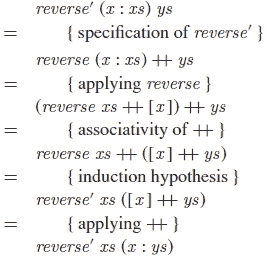 reverse′ (x : xs) ys
= { specification of reverse′ }
reverse (x : xs) ++ ys
= { applying reverse }
(reverse xs ++ [x]) ++ ys
= { associativity of ++ }
reverse xs ++ ([x] ++ ys)
= { induction hypothesis }
reverse′ xs ([x] ++ ys)
= { applying ++ }
reverse′ xs (x : ys)